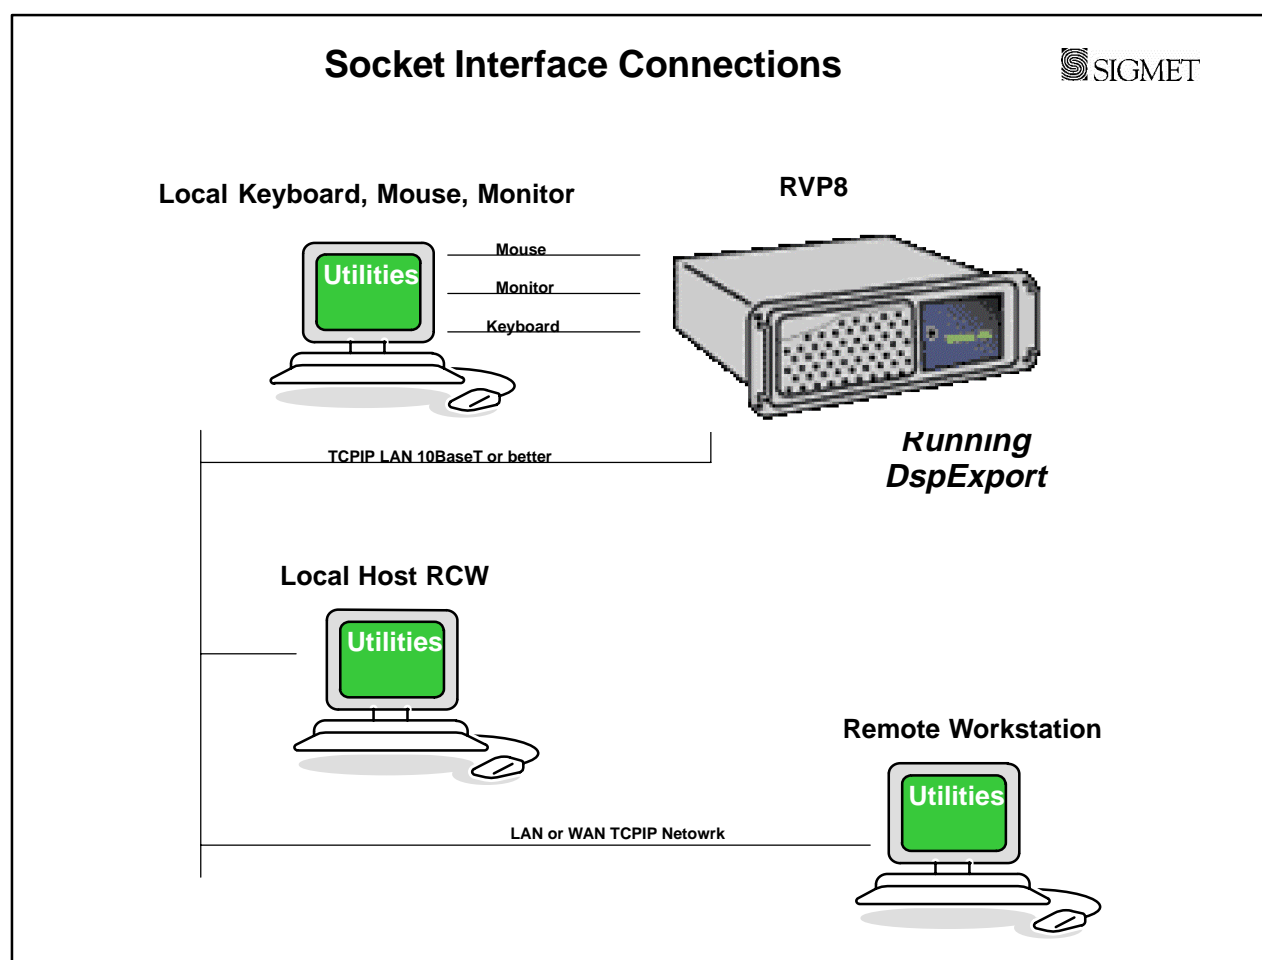 Socket Interface Connections
SIGMET
Local Keyboard, Mouse, Monitor
RVP8
Utilities
Mouse
Monitor
Keyboard
TCPIP LAN 10BaseT or better
Running
DspExport
Local Host RCW
Utilities
Remote Workstation
Utilities
LAN or WAN TCPIP Netowrk